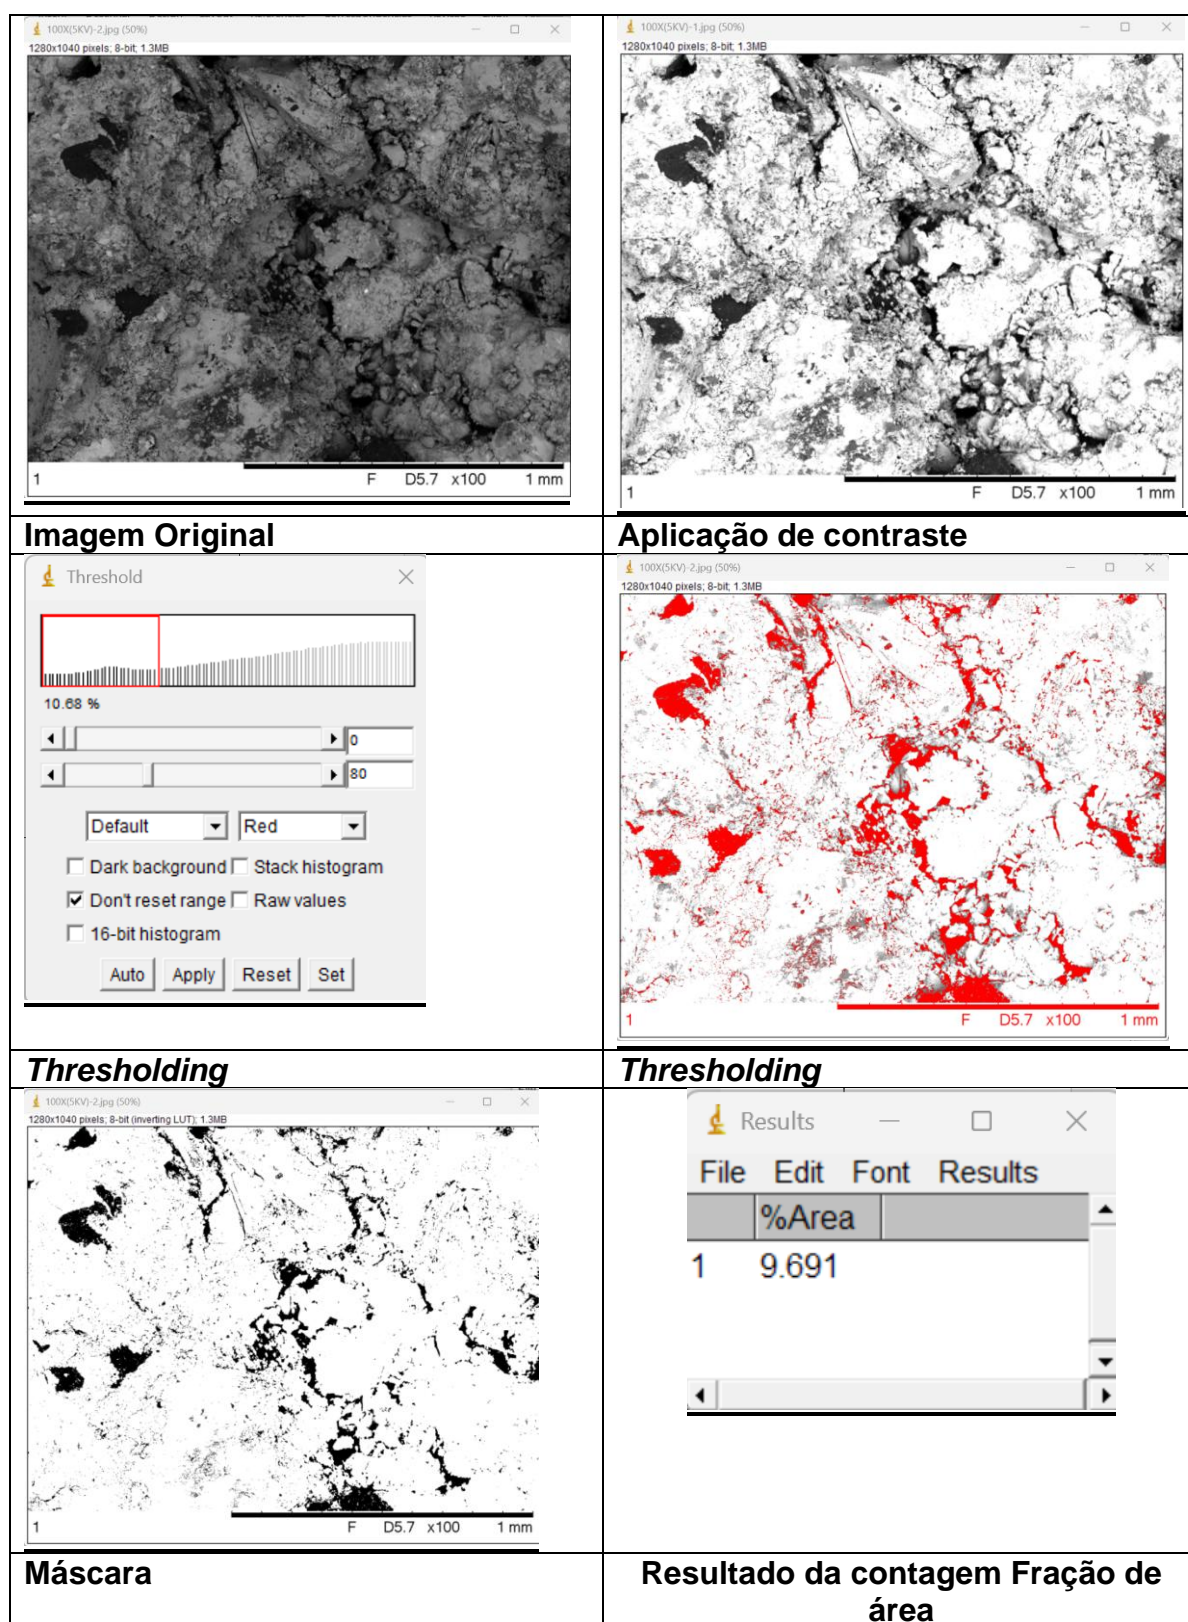 100X(5KV)-2.jpg (50%)
1280x1040 pixels; 8-bit; 1.3MB
1 F D5.7 x100 1 mm
100X(5KV)-1.jpg (50%)
1280x1040 pixels; 8-bit; 1.3MB
1 F D5.7 x100 1 mm
Imagem Original
Aplicação de contraste
Threshold
10.68 %
0
80
Default Red
Dark background Stack histogram
Don't reset range Raw values
16-bit histogram
Auto Apply Reset Set
100X(5KV)-2.jpg (50%)
1280x1040 pixels; 8-bit; 1.3MB
1 F D5.7 x100 1 mm
Thresholding
Thresholding
100X(5KV)-2.jpg (50%)
1280x1040 pixels; 8-bit (inverting LUT); 1.3MB
1 F D5.7 x100 1 mm
Results
File Edit Font Results
%Area
1 9.691
Máscara
Resultado da contagem Fração de
área